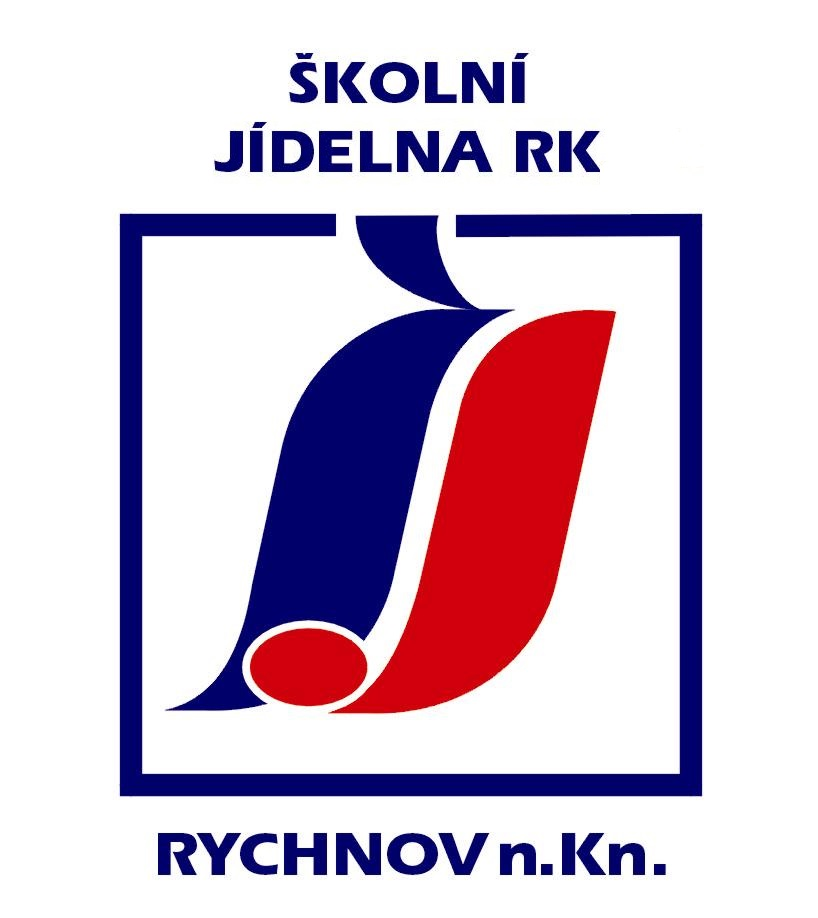 ŠKOLNÍ
JÍDELNA RK
RYCHNOV n.Kn.